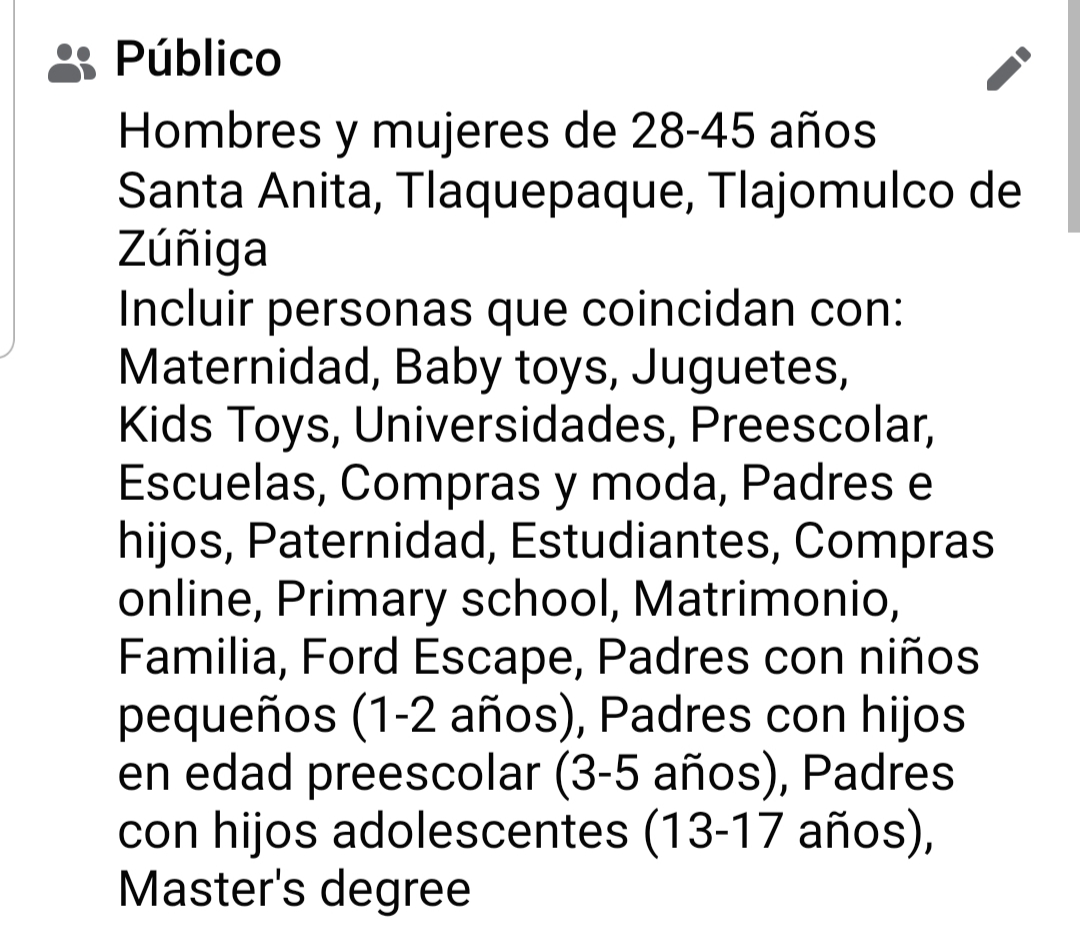 Público
Hombres y mujeres de 28-45 años
Santa Anita, Tlaquepaque, Tlajomulco de
Zúñiga
Incluir personas que coincidan con:
Maternidad, Baby toys, Juguetes,
Kids Toys, Universidades, Preescolar,
Escuelas, Compras y moda, Padres e
hijos, Paternidad, Estudiantes, Compras
online, Primary school, Matrimonio,
Familia, Ford Escape, Padres con niños
pequeños (1-2 años), Padres con hijos
en edad preescolar (3-5 años), Padres
con hijos adolescentes (13-17 años),
Master's degree